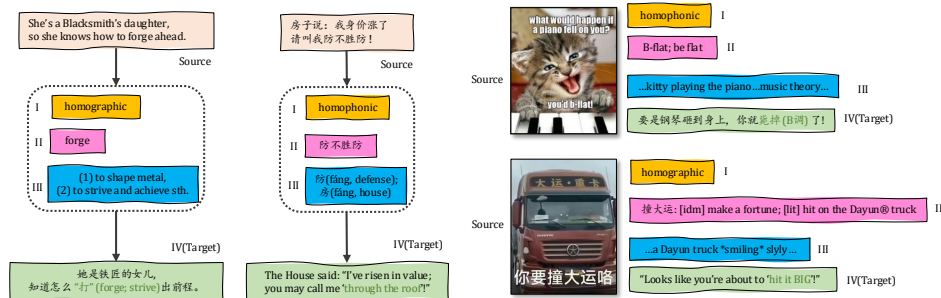 She's a Blacksmith's daughter,
so she knows how to forge ahead.
Source
I
homographic
II
forge
III
(1) to shape metal,
(2) to strive and achieve sth.
IV(Target)
她是铁匠的女儿,
知道怎么 "打" (forge; strive)出前程。
房子说：我身价涨了
请叫我防不胜防！
Source
I
homophonic
II
防不胜防
III
防(fáng, defense);
房(fáng, house)
IV(Target)
The House said: "I've risen in value;
you may call me 'through the roof'!"
Source
what would happen if
a piano fell on you?
you'd b-flat!
homophonic
I
B-flat; be flat
II
…kitty playing the piano…music theory…
III
要是钢琴砸到身上，你就瘪掉(B调)了!
IV(Target)
Source
大运·重卡
你要撞大运咯
homographic
I
撞大运: [idm] make a fortune; [lit] hit on the Dayun® truck
II
…a Dayun truck *smiling* slyly…
III
"Looks like you're about to 'hit it BIG'!"
IV(Target)